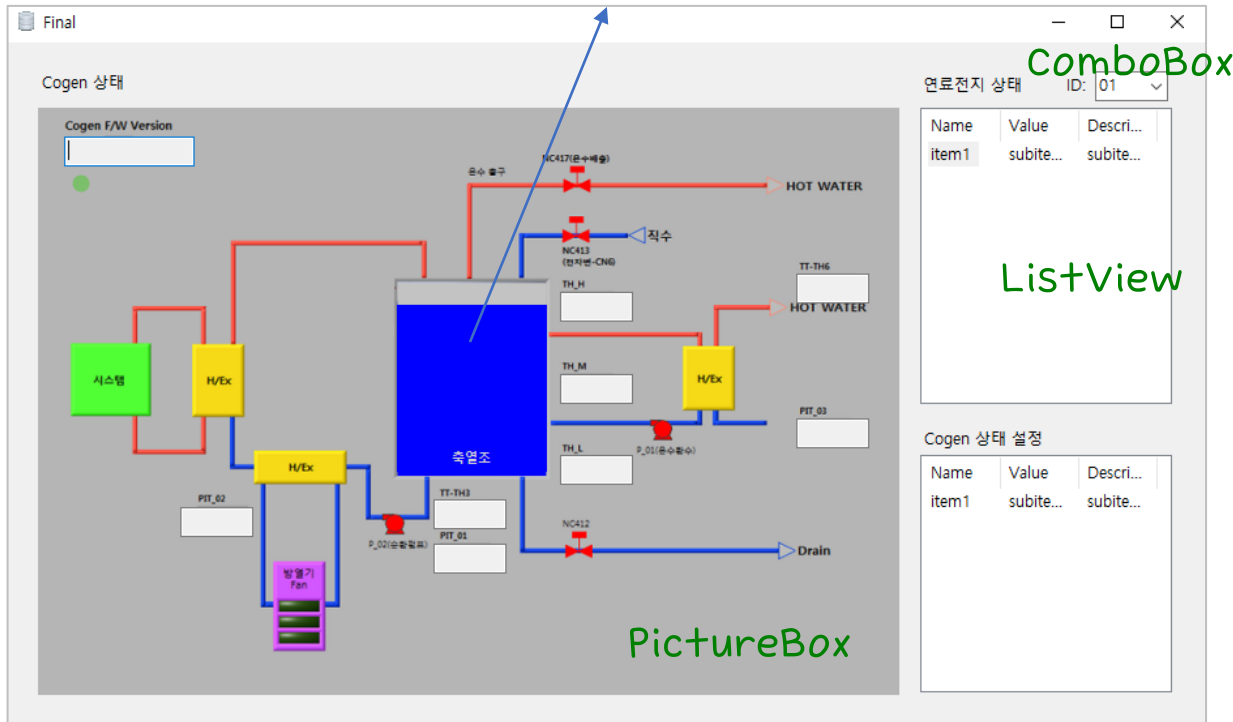 Final
ComboBox
Cogen 상태
연료전지 상태 ID: 01
Cogen F/W Version
Name Value Descri...
item1 subite... subite...
NC417(온수배출)
온수 출구
HOT WATER
직수
NC413
(전자변-CN6)
TT-TH6
TH_H
ListView
HOT WATER
시스템
H/Ex
TH_M
H/Ex
PIT_03
Cogen 상태 설정
축열조
TH_L
P_01(온수환수)
H/Ex
Name Value Descri...
item1 subite... subite...
PIT_02
TT-TH3
PIT_01
P_02(순환펌프)
NC412
Drain
방열기
Fan
PictureBox